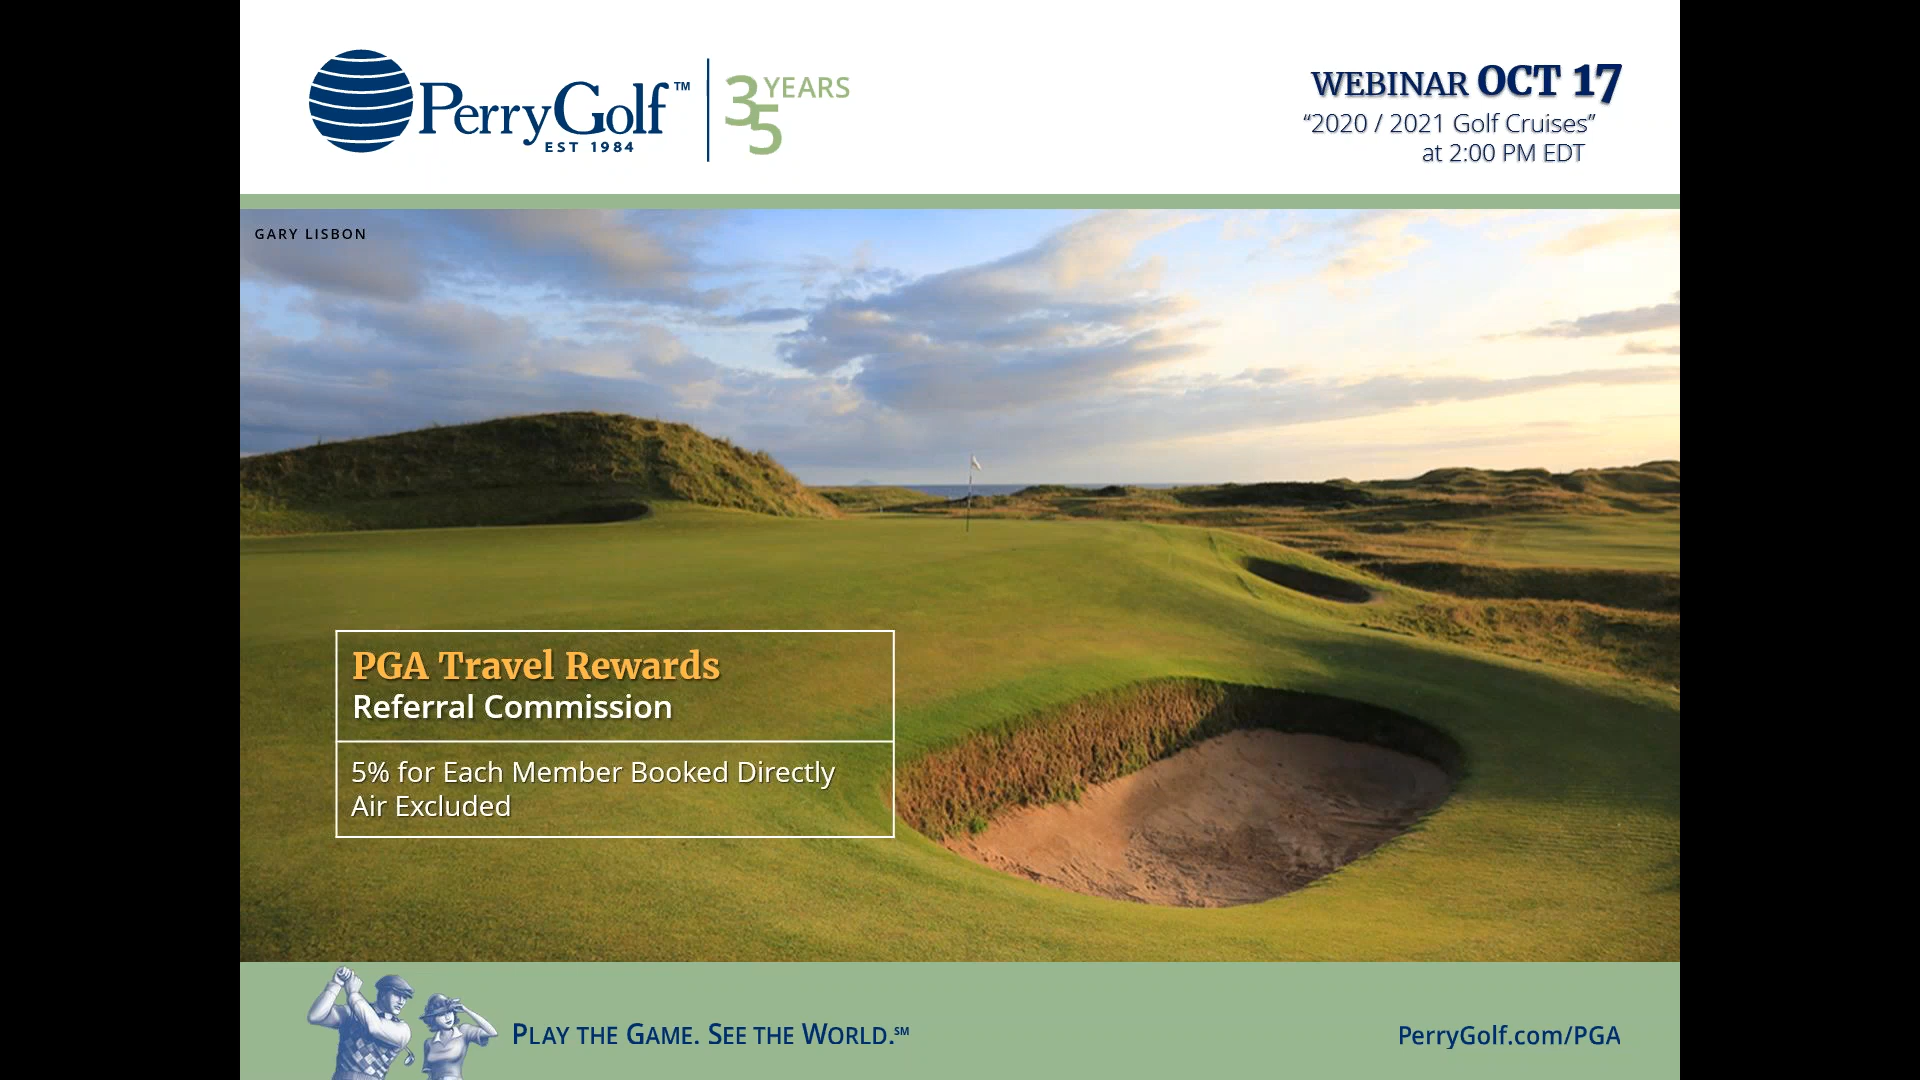 PerryGolf™
EST 1984
35 YEARS
WEBINAR OCT 17
“2020 / 2021 Golf Cruises”
at 2:00 PM EDT
GARY LISBON
PGA Travel Rewards
Referral Commission
5% for Each Member Booked Directly
Air Excluded
PLAY THE GAME. SEE THE WORLD.℠
PerryGolf.com/PGA